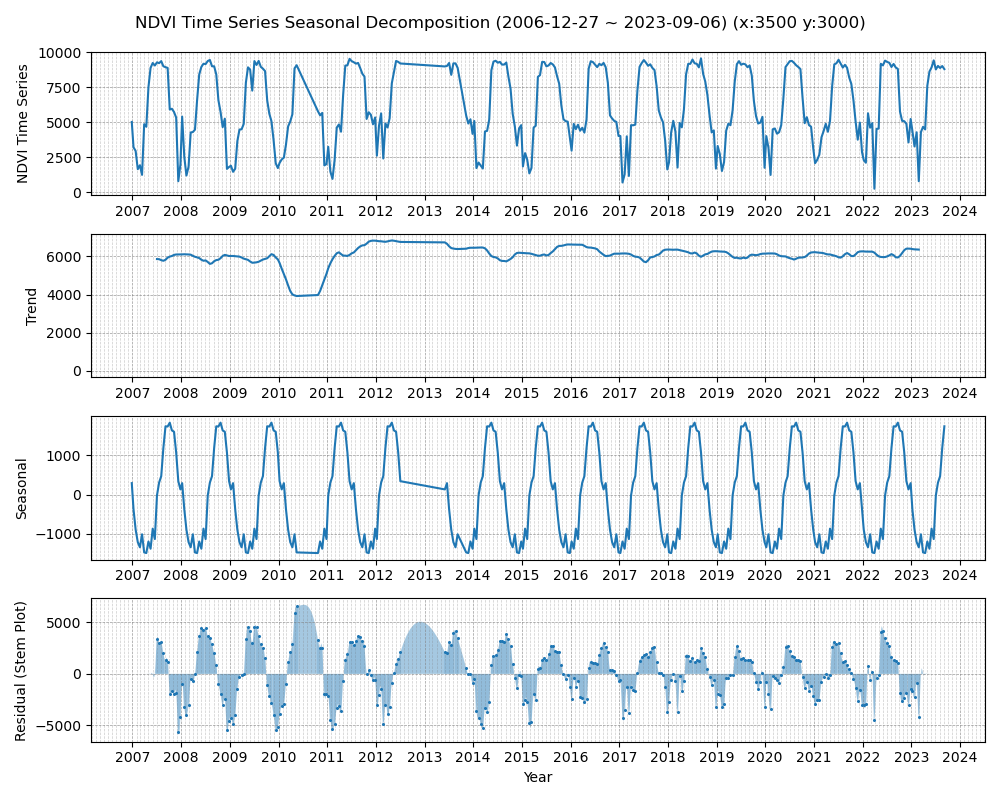 NDVI Time Series Seasonal Decomposition (2006-12-27 ~ 2023-09-06) (x:3500 y:3000)
NDVI Time Series
10000
7500
5000
2500
0
2007 2008 2009 2010 2011 2012 2013 2014 2015 2016 2017 2018 2019 2020 2021 2022 2023 2024
Trend
6000
4000
2000
0
2007 2008 2009 2010 2011 2012 2013 2014 2015 2016 2017 2018 2019 2020 2021 2022 2023 2024
Seasonal
1000
0
−1000
2007 2008 2009 2010 2011 2012 2013 2014 2015 2016 2017 2018 2019 2020 2021 2022 2023 2024
Residual (Stem Plot)
5000
0
−5000
2007 2008 2009 2010 2011 2012 2013 2014 2015 2016 2017 2018 2019 2020 2021 2022 2023 2024
Year